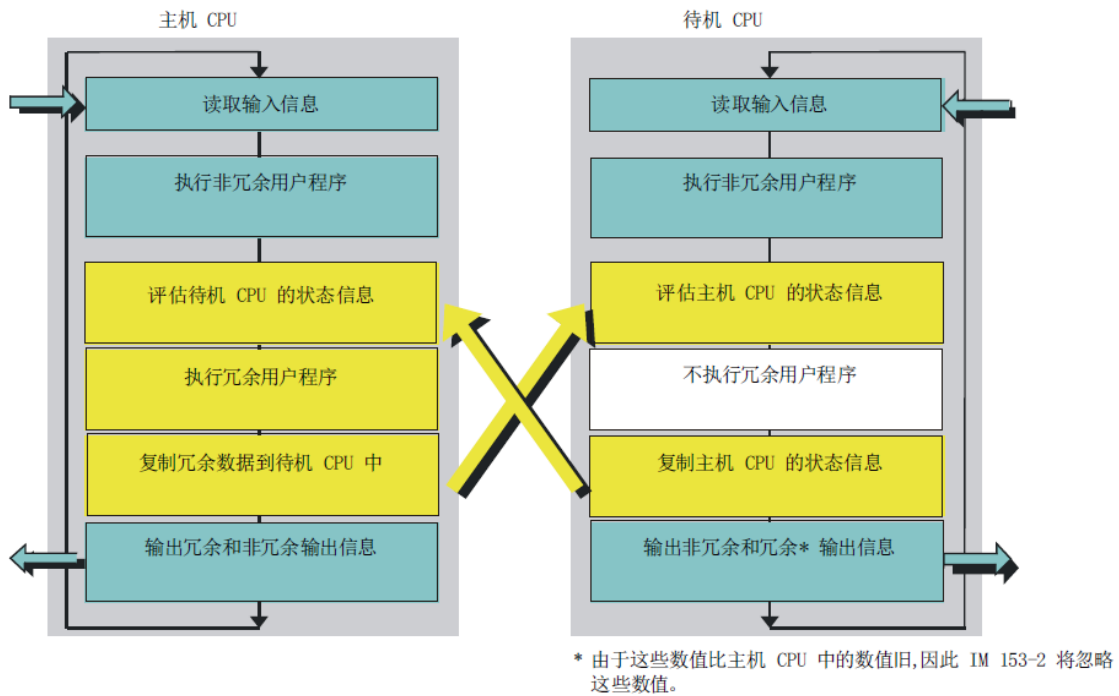 主机 CPU
读取输入信息
执行非冗余用户程序
评估待机 CPU 的状态信息
执行冗余用户程序
复制冗余数据到待机 CPU 中
输出冗余和非冗余输出信息
待机 CPU
读取输入信息
执行非冗余用户程序
评估主机 CPU 的状态信息
不执行冗余用户程序
复制主机 CPU 的状态信息
输出非冗余和冗余* 输出信息
* 由于这些数值比主机 CPU 中的数值旧,因此 IM 153-2 将忽略
这些数值。